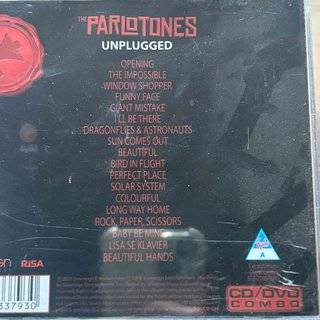 THE PARLOTONES
UNPLUGGED
OPENING
THE IMPOSSIBLE
WINDOW SHOPPER
FUNNY FACE
GIANT MISTAKE
I'LL BE THERE
DRAGONFLIES & ASTRONAUTS
SUN COMES OUT
BEAUTIFUL
BIRD IN FLIGHT
PERFECT PLACE
SOLAR SYSTEM
COLOURFUL
LONG WAY HOME
ROCK, PAPER, SCISSORS
BABY BE MINE
LISA SE KLAVIER
BEAUTIFUL HANDS
RiSA
A
337930
CD/DVD
COMBO